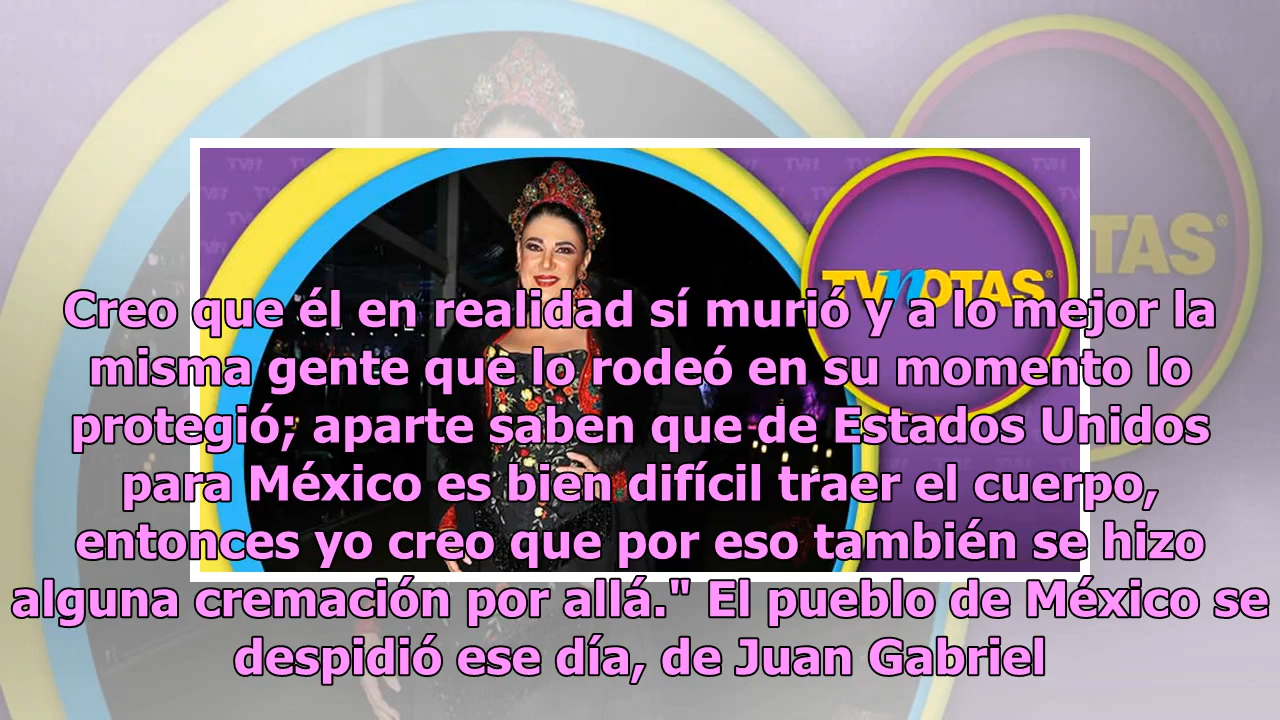 TVnOTAS®
TAS®
Creo que él en realidad sí murió y a lo mejor la
misma gente que lo rodeó en su momento lo
protegió; aparte saben que de Estados Unidos
para México es bien difícil traer el cuerpo,
entonces yo creo que por eso también se hizo
alguna cremación por allá." El pueblo de México se
despidió ese día, de Juan Gabriel